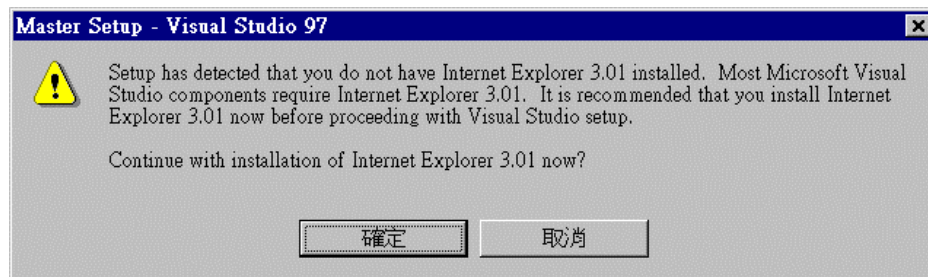 Master Setup - Visual Studio 97
Setup has detected that you do not have Internet Explorer 3.01 installed. Most Microsoft Visual
Studio components require Internet Explorer 3.01. It is recommended that you install Internet
Explorer 3.01 now before proceeding with Visual Studio setup.
Continue with installation of Internet Explorer 3.01 now?
確定
取消